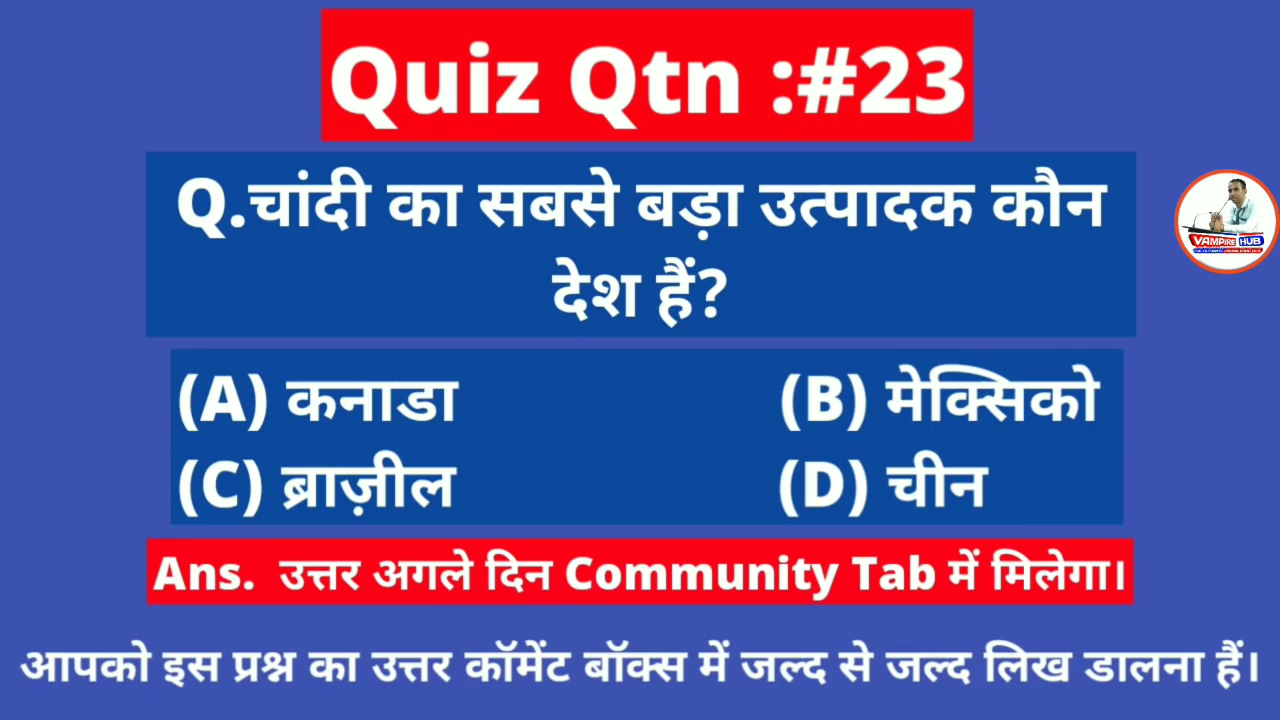 Quiz Qtn :#23
Q.चांदी का सबसे बड़ा उत्पादक कौन
देश हैं?
(A) कनाडा (B) मेक्सिको
(C) ब्राज़ील (D) चीन
VAMPIRE HUB
Ans. उत्तर अगले दिन Community Tab में मिलेगा।
आपको इस प्रश्न का उत्तर कॉमेंट बॉक्स में जल्द से जल्द लिख डालना हैं।